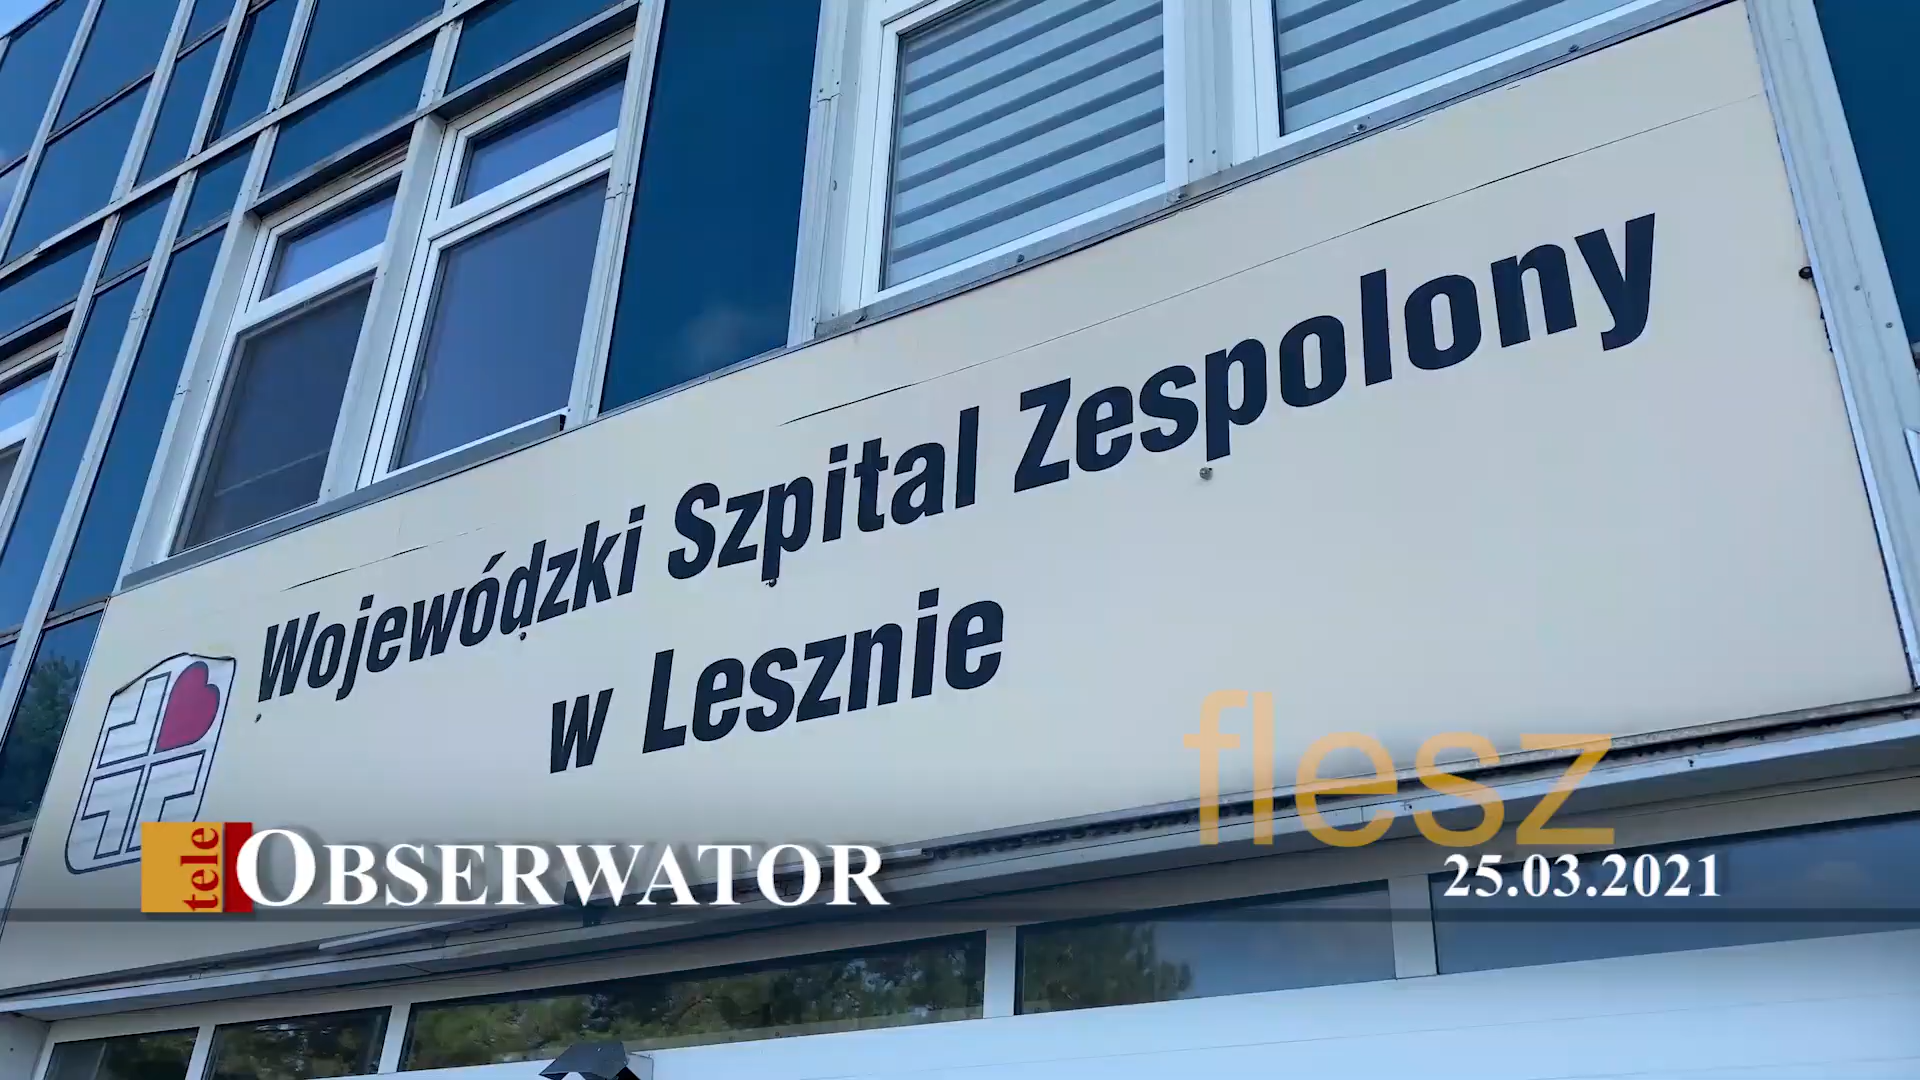 Wojewódzki Szpital Zespolony
w Lesznie
flesz
tele OBSERWATOR
25.03.2021